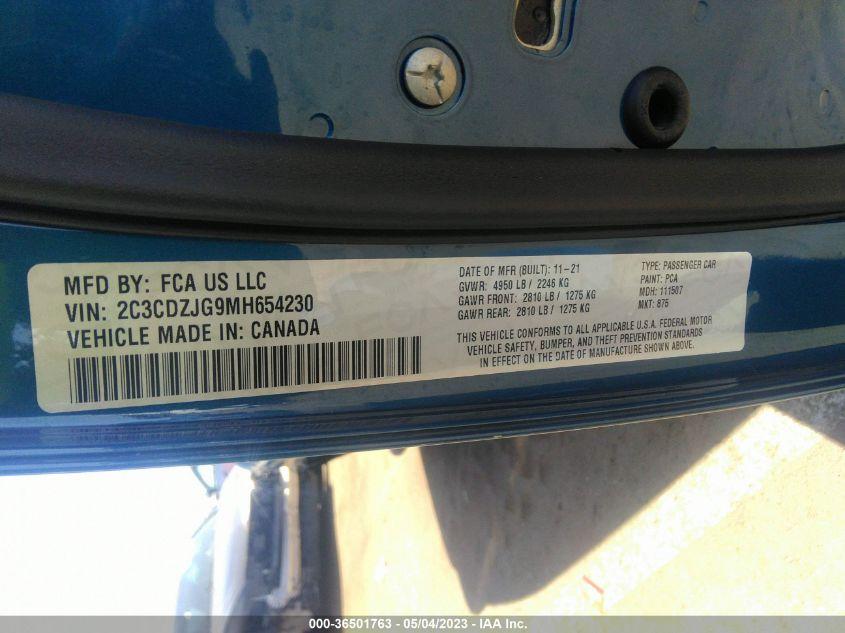 MFD BY: FCA US LLC
VIN: 2C3CDZJG9MH654230
VEHICLE MADE IN: CANADA
DATE OF MFR (BUILT): 11-21
GVWR: 4950 LB / 2246 KG
GAWR FRONT: 2810 LB / 1275 KG
GAWR REAR: 2810 LB / 1275 KG
TYPE: PASSENGER CAR
PAINT: PCA
MDH: 111507
MKT: 875
THIS VEHICLE CONFORMS TO ALL APPLICABLE U.S.A. FEDERAL MOTOR
VEHICLE SAFETY, BUMPER, AND THEFT PREVENTION STANDARDS
IN EFFECT ON THE DATE OF MANUFACTURE SHOWN ABOVE.
000-36501763 - 05/04/2023 - IAA Inc.